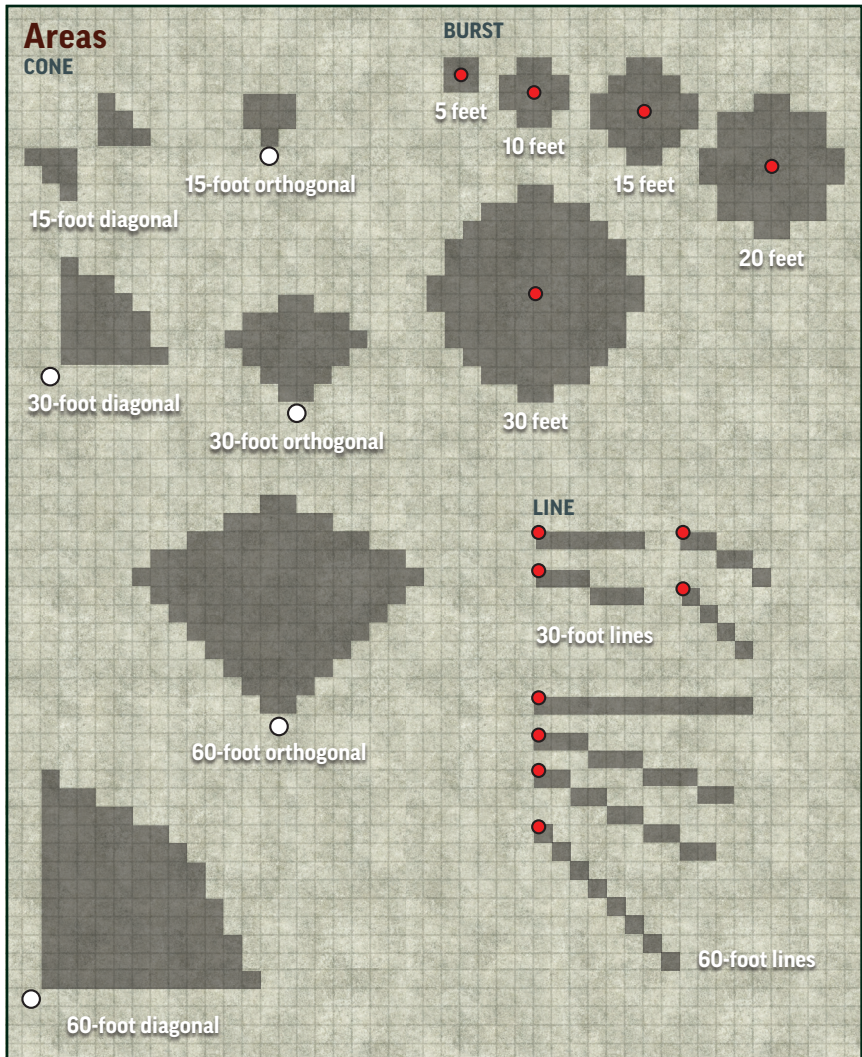 Areas
CONE
15-foot diagonal
15-foot orthogonal
30-foot diagonal
30-foot orthogonal
60-foot orthogonal
60-foot diagonal
BURST
5 feet
10 feet
15 feet
20 feet
30 feet
LINE
30-foot lines
60-foot lines